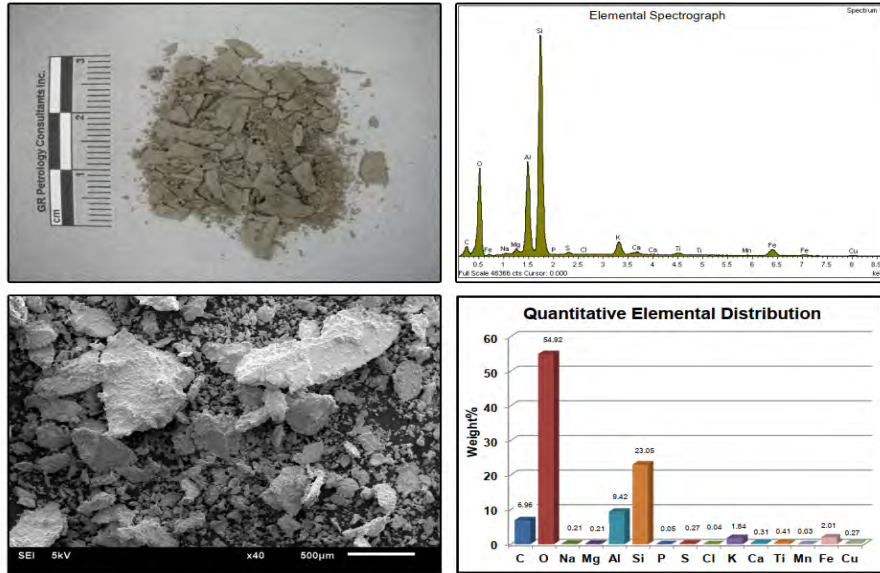 GR Petrology Consultants Inc.
cm
1
2
3
Elemental Spectrograph
Spectrum
Si
O
Al
C
Fe
Na
Mg
P
S
Cl
K
Ca
Ca
Ti
Ti
Mn
Fe
Fe
Cu
0.5 1 1.5 2 2.5 3 3.5 4 4.5 5 5.5 6 6.5 7 7.5 8 8.5
Full Scale 46366 cts Cursor: 0.000
SEI 5kV x40 500µm
Quantitative Elemental Distribution
Weight%
60
50
40
30
20
10
0
6.96 54.92 0.21 0.21 9.42 23.05 0.05 0.27 0.04 1.84 0.31 0.41 0.03 2.01 0.27
C O Na Mg Al Si P S Cl K Ca Ti Mn Fe Cu